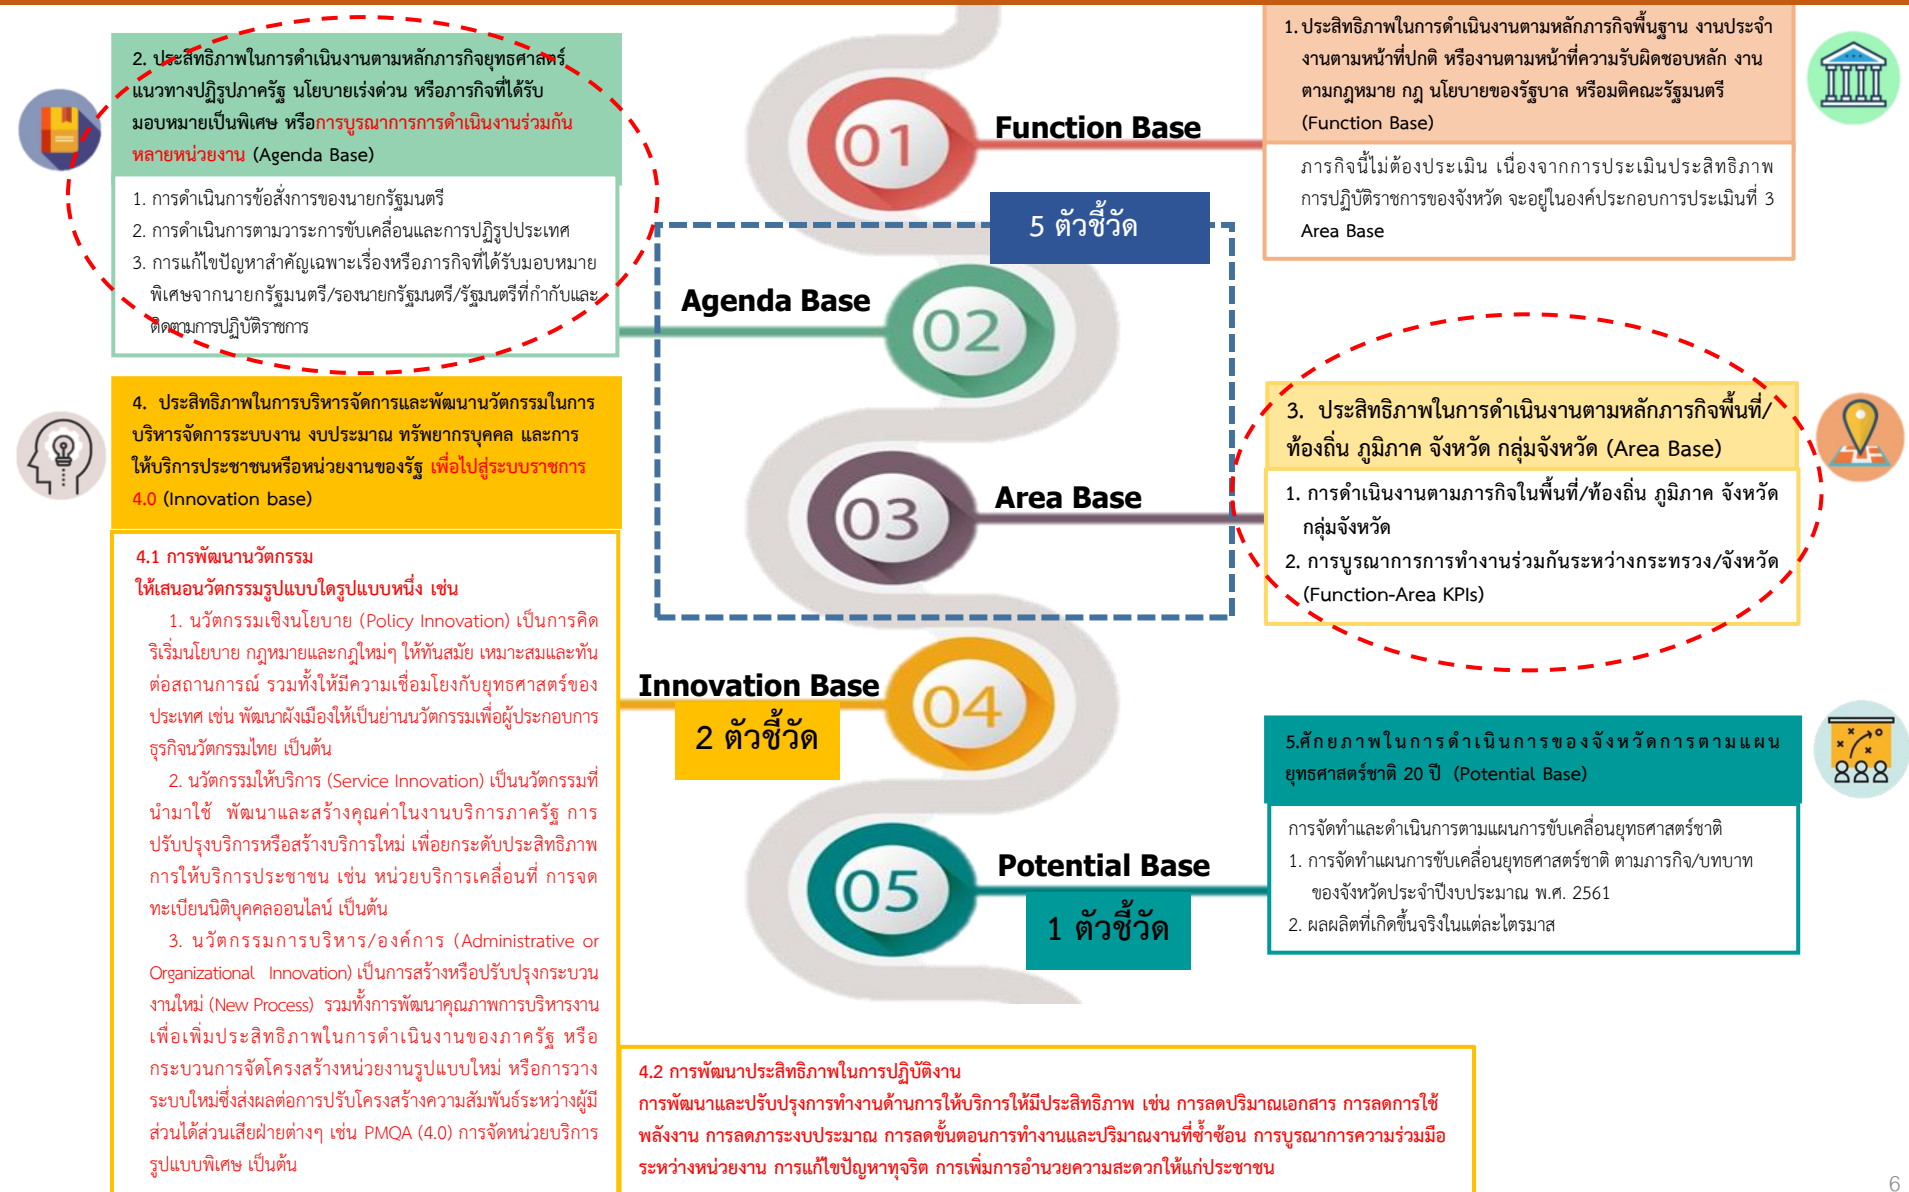 2. ประสิทธิภาพในการดำเนินงานตามหลักภารกิจยุทธศาสตร์
แนวทางปฏิรูปภาครัฐ นโยบายเร่งด่วน หรือภารกิจที่ได้รับ
มอบหมายเป็นพิเศษ หรือการบูรณาการการดำเนินงานร่วมกัน
หลายหน่วยงาน (Agenda Base)
1. การดำเนินการข้อสั่งการของนายกรัฐมนตรี
2. การดำเนินการตามวาระการขับเคลื่อนและการปฏิรูปประเทศ
3. การแก้ไขปัญหาสำคัญเฉพาะเรื่องหรือภารกิจที่ได้รับมอบหมาย
พิเศษจากนายกรัฐมนตรี/รองนายกรัฐมนตรี/รัฐมนตรีที่กำกับและ
ติดตามการปฏิบัติราชการ
01
Function Base
1. ประสิทธิภาพในการดำเนินงานตามหลักภารกิจพื้นฐาน งานประจำ
งานตามหน้าที่ปกติ หรืองานตามหน้าที่ความรับผิดชอบหลัก งาน
ตามกฎหมาย กฎ นโยบายของรัฐบาล หรือมติคณะรัฐมนตรี
(Function Base)
ภารกิจนี้ไม่ต้องประเมิน เนื่องจากการประเมินประสิทธิภาพ
การปฏิบัติราชการของจังหวัด จะอยู่ในองค์ประกอบการประเมินที่ 3
Area Base
5 ตัวชี้วัด
Agenda Base
02
4. ประสิทธิภาพในการบริหารจัดการและพัฒนานวัตกรรมในการ
บริหารจัดการระบบงาน งบประมาณ ทรัพยากรบุคคล และการ
ให้บริการประชาชนหรือหน่วยงานของรัฐ เพื่อไปสู่ระบบราชการ
4.0 (Innovation base)
03
Area Base
3. ประสิทธิภาพในการดำเนินงานตามหลักภารกิจพื้นที่/
ท้องถิ่น ภูมิภาค จังหวัด กลุ่มจังหวัด (Area Base)
1. การดำเนินงานตามภารกิจในพื้นที่/ท้องถิ่น ภูมิภาค จังหวัด
กลุ่มจังหวัด
2. การบูรณาการการทำงานร่วมกันระหว่างกระทรวง/จังหวัด
(Function-Area KPIs)
4.1 การพัฒนานวัตกรรม
ให้เสนอนวัตกรรมรูปแบบใดรูปแบบหนึ่ง เช่น
1. นวัตกรรมเชิงนโยบาย (Policy Innovation) เป็นการคิด
ริเริ่มนโยบาย กฎหมายและกฎใหม่ๆ ให้ทันสมัย เหมาะสมและทัน
ต่อสถานการณ์ รวมทั้งให้มีความเชื่อมโยงกับยุทธศาสตร์ของ
ประเทศ เช่น พัฒนาผังเมืองให้เป็นย่านนวัตกรรมเพื่อผู้ประกอบการ
ธุรกิจนวัตกรรมไทย เป็นต้น
2. นวัตกรรมให้บริการ (Service Innovation) เป็นนวัตกรรมที่
นำมาใช้ พัฒนาและสร้างคุณค่าในงานบริการภาครัฐ การ
ปรับปรุงบริการหรือสร้างบริการใหม่ เพื่อยกระดับประสิทธิภาพ
การให้บริการประชาชน เช่น หน่วยบริการเคลื่อนที่ การจด
ทะเบียนนิติบุคคลออนไลน์ เป็นต้น
3. นวัตกรรมการบริหาร/องค์การ (Administrative or
Organizational Innovation) เป็นการสร้างหรือปรับปรุงกระบวน
งานใหม่ (New Process) รวมทั้งการพัฒนาคุณภาพการบริหารงาน
เพื่อเพิ่มประสิทธิภาพในการดำเนินงานของภาครัฐ หรือ
กระบวนการจัดโครงสร้างหน่วยงานรูปแบบใหม่ หรือการวาง
ระบบใหม่ซึ่งส่งผลต่อการปรับโครงสร้างความสัมพันธ์ระหว่างผู้มี
ส่วนได้ส่วนเสียฝ่ายต่างๆ เช่น PMQA (4.0) การจัดหน่วยบริการ
รูปแบบพิเศษ เป็นต้น
Innovation Base
04
2 ตัวชี้วัด
5.ศักยภาพในการดำเนินการของจังหวัดการตามแผน
ยุทธศาสตร์ชาติ 20 ปี (Potential Base)
การจัดทำและดำเนินการตามแผนการขับเคลื่อนยุทธศาสตร์ชาติ
1. การจัดทำแผนการขับเคลื่อนยุทธศาสตร์ชาติ ตามภารกิจ/บทบาท
ของจังหวัดประจำปีงบประมาณ พ.ศ. 2561
2. ผลผลิตที่เกิดขึ้นจริงในแต่ละไตรมาส
Potential Base
05
1 ตัวชี้วัด
4.2 การพัฒนาประสิทธิภาพในการปฏิบัติงาน
การพัฒนาและปรับปรุงการทำงานด้านการให้บริการให้มีประสิทธิภาพ เช่น การลดปริมาณเอกสาร การลดการใช้
พลังงาน การลดภาระงบประมาณ การลดขั้นตอนการทำงานและปริมาณงานที่ซ้ำซ้อน การบูรณาการความร่วมมือ
ระหว่างหน่วยงาน การแก้ไขปัญหาทุจริต การเพิ่มการอำนวยความสะดวกให้แก่ประชาชน
6